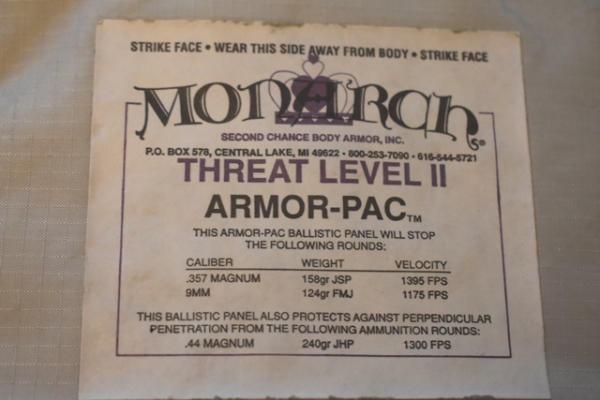 STRIKE FACE • WEAR THIS SIDE AWAY FROM BODY • STRIKE FACE
MONARCH S®
SECOND CHANCE BODY ARMOR, INC.
P.O. BOX 578, CENTRAL LAKE, MI 49622 • 800-253-7090 • 616-544-5721
THREAT LEVEL II
ARMOR-PAC™
THIS ARMOR-PAC BALLISTIC PANEL WILL STOP
THE FOLLOWING ROUNDS:
CALIBER WEIGHT VELOCITY
.357 MAGNUM 158gr JSP 1395 FPS
9MM 124gr FMJ 1175 FPS
THIS BALLISTIC PANEL ALSO PROTECTS AGAINST PERPENDICULAR
PENETRATION FROM THE FOLLOWING AMMUNITION ROUNDS:
.44 MAGNUM 240gr JHP 1300 FPS